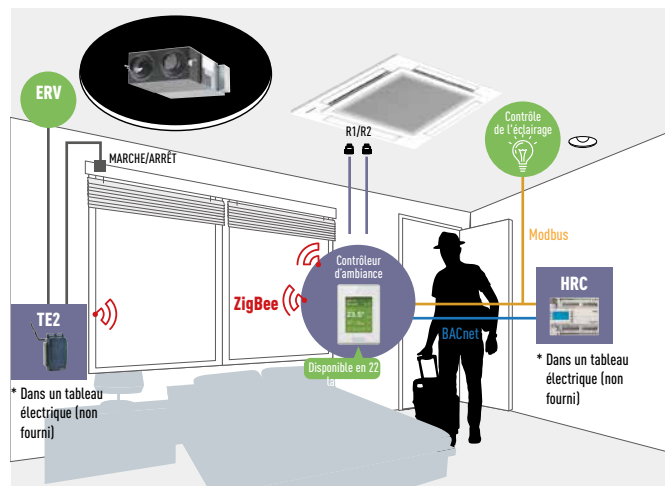 ERV
MARCHE/ARRÊT
R1/R2
Contrôle
de l'éclairage
Modbus
Contrôleur
d'ambiance
23.5°
ZigBee
Disponible en 22
la
BACnet
HRC
* Dans un tableau
électrique (non
fourni)
TE2
* Dans un tableau
électrique (non
fourni)